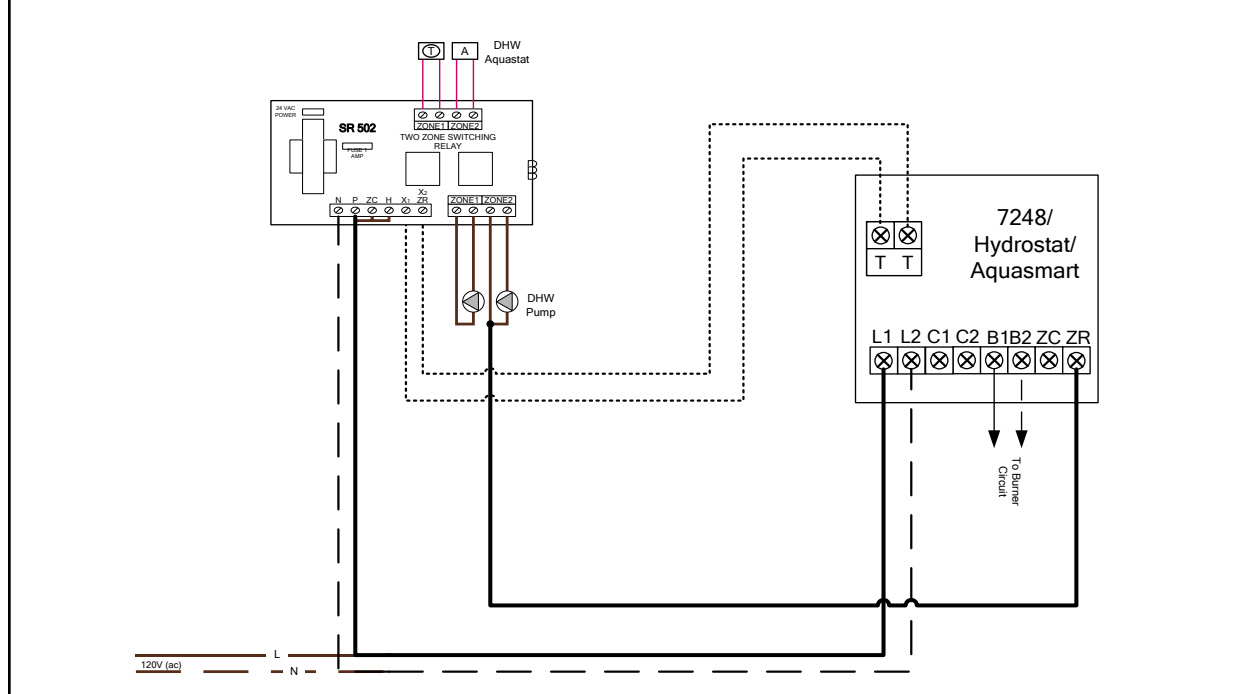 DHW
Aquastat
T
A
24 VAC
POWER
SR 502
FUSE 1
AMP
ZONE1 ZONE2
TWO ZONE SWITCHING
RELAY
X2
N P ZC H X1 ZR
ZONE1 ZONE2
DHW
Pump
7248/
Hydrostat/
Aquasmart
T T
L1 L2 C1 C2 B1 B2 ZC ZR
To Burner
Circuit
L
120V (ac)
N